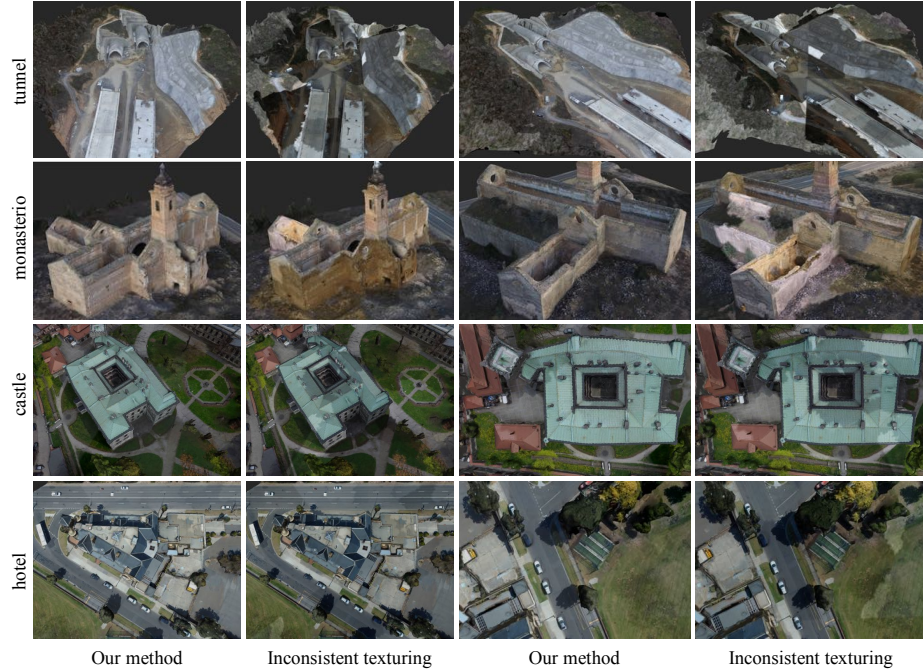 tunnel
monasterio
castle
hotel
Our method
Inconsistent texturing
Our method
Inconsistent texturing